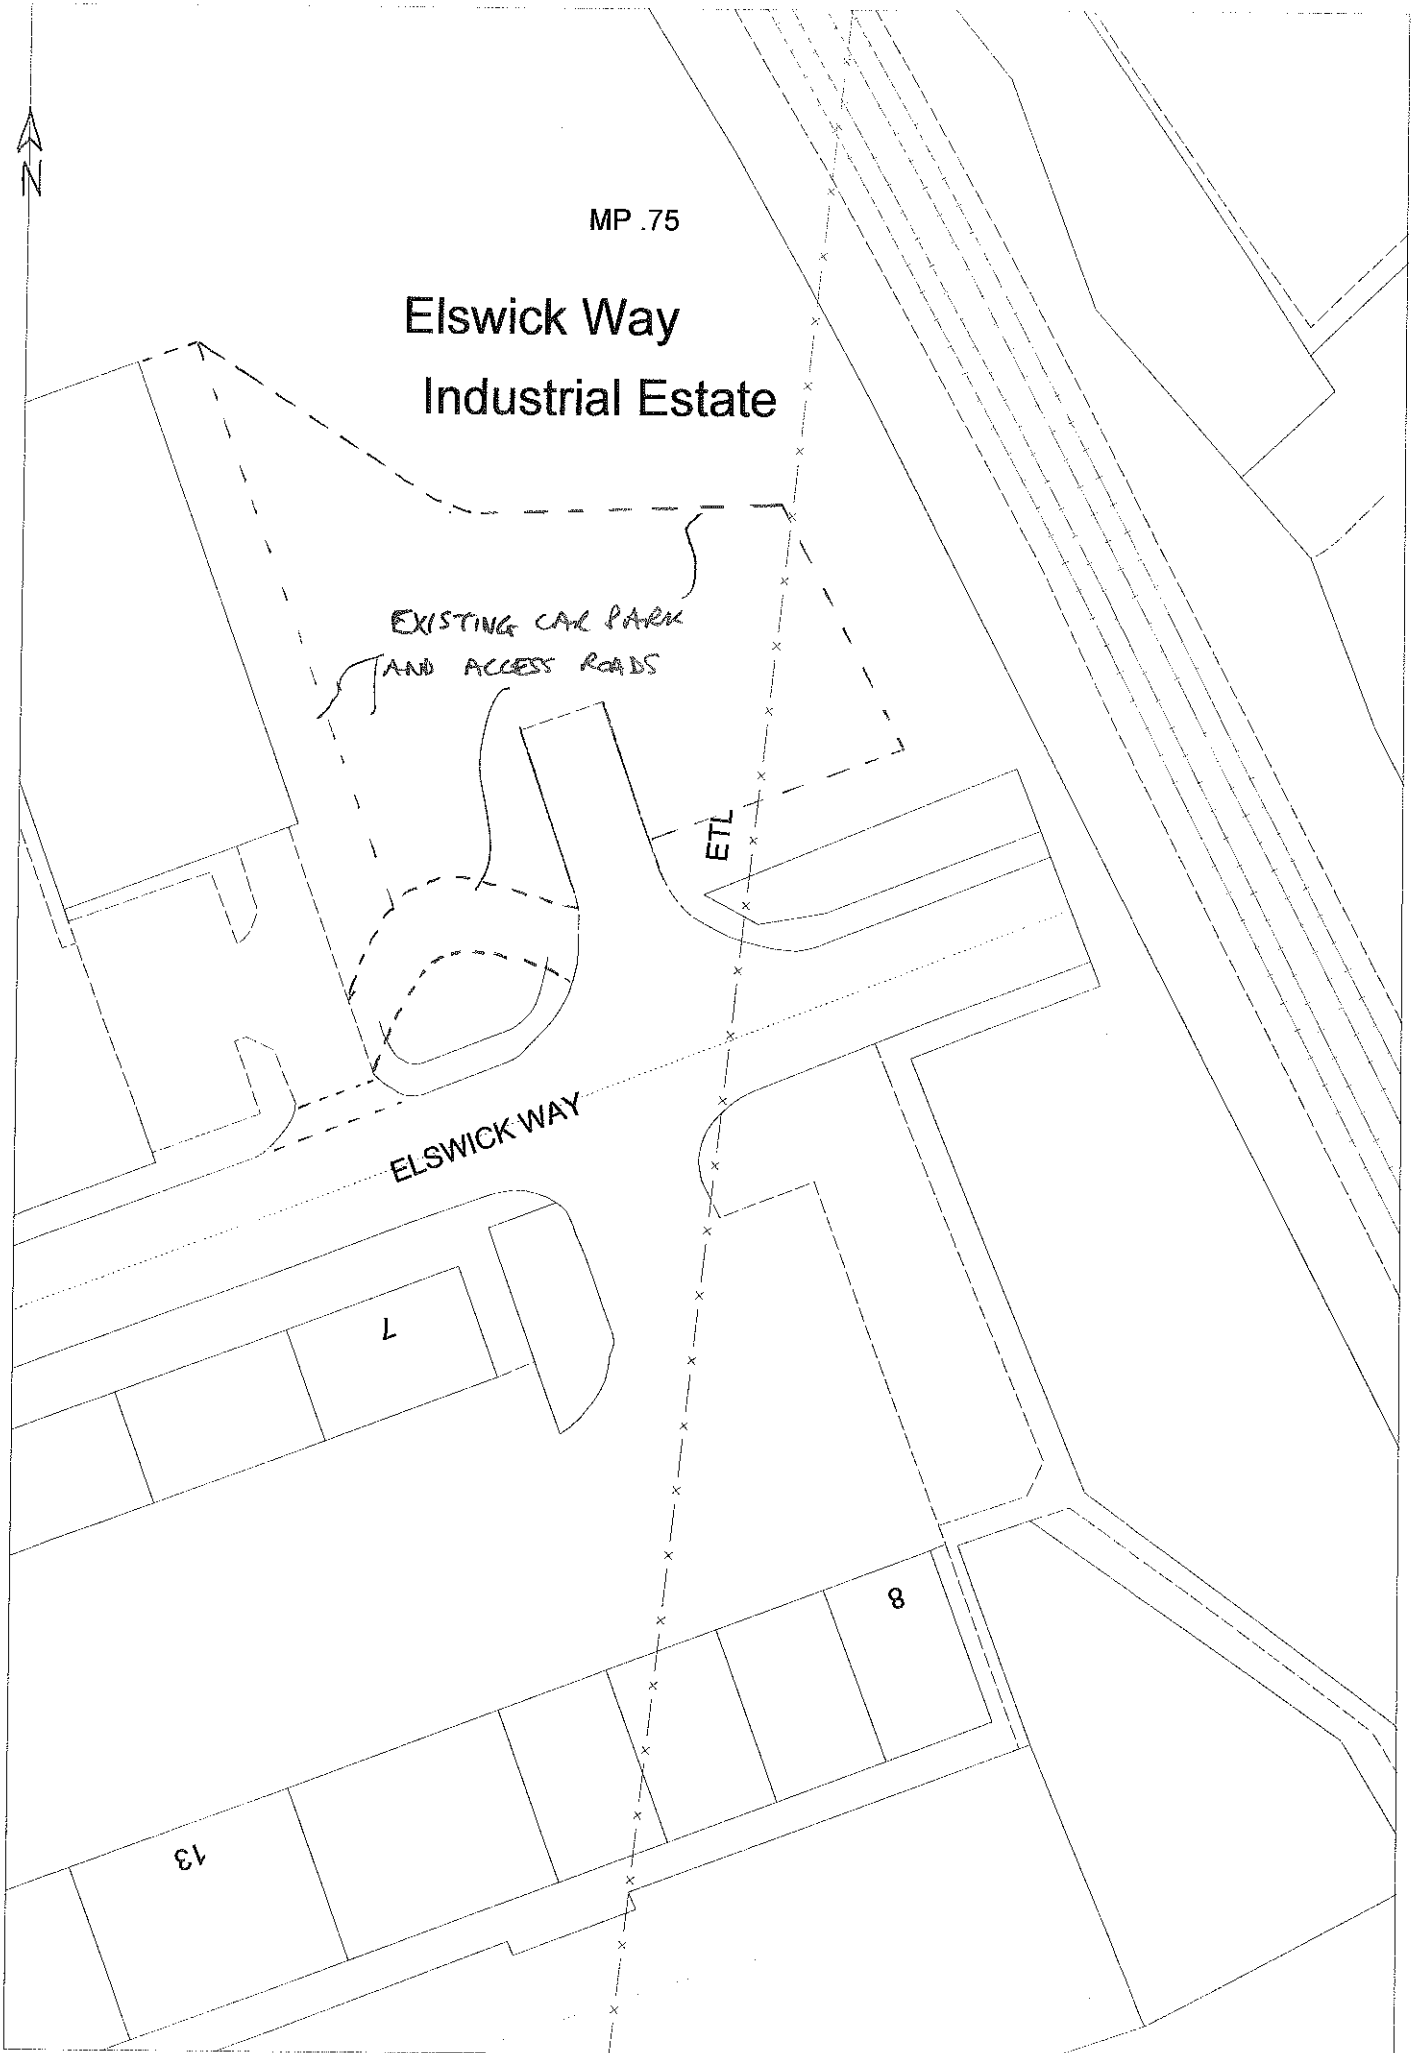 N
MP .75
Elswick Way
Industrial Estate
EXISTING CAR PARK
AND ACCESS ROADS
ETL
ELSWICK WAY
7
8
13